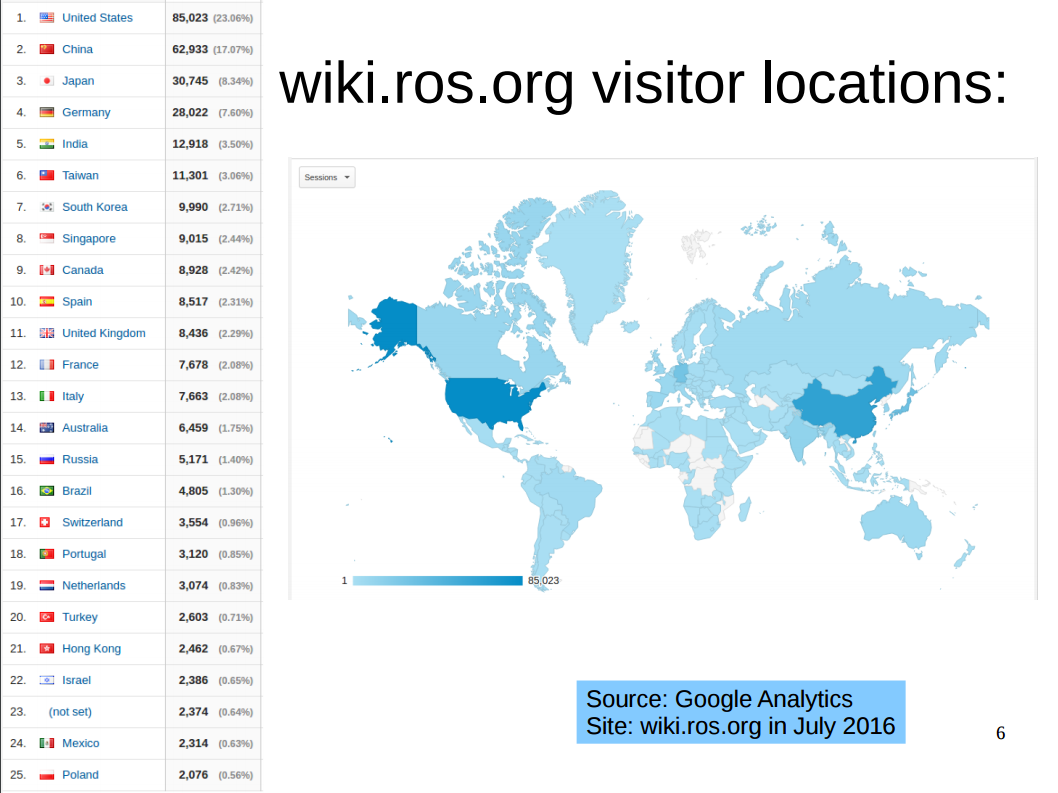 1. United States 85,023 (23.06%)
2. China 62,933 (17.07%)
3. Japan 30,745 (8.34%)
4. Germany 28,022 (7.60%)
5. India 12,918 (3.50%)
6. Taiwan 11,301 (3.06%)
7. South Korea 9,990 (2.71%)
8. Singapore 9,015 (2.44%)
9. Canada 8,928 (2.42%)
10. Spain 8,517 (2.31%)
11. United Kingdom 8,436 (2.29%)
12. France 7,678 (2.08%)
13. Italy 7,663 (2.08%)
14. Australia 6,459 (1.75%)
15. Russia 5,171 (1.40%)
16. Brazil 4,805 (1.30%)
17. Switzerland 3,554 (0.96%)
18. Portugal 3,120 (0.85%)
19. Netherlands 3,074 (0.83%)
20. Turkey 2,603 (0.71%)
21. Hong Kong 2,462 (0.67%)
22. Israel 2,386 (0.65%)
23. (not set) 2,374 (0.64%)
24. Mexico 2,314 (0.63%)
25. Poland 2,076 (0.56%)
wiki.ros.org visitor locations:
Sessions
1 85,023
Source: Google Analytics
Site: wiki.ros.org in July 2016
6